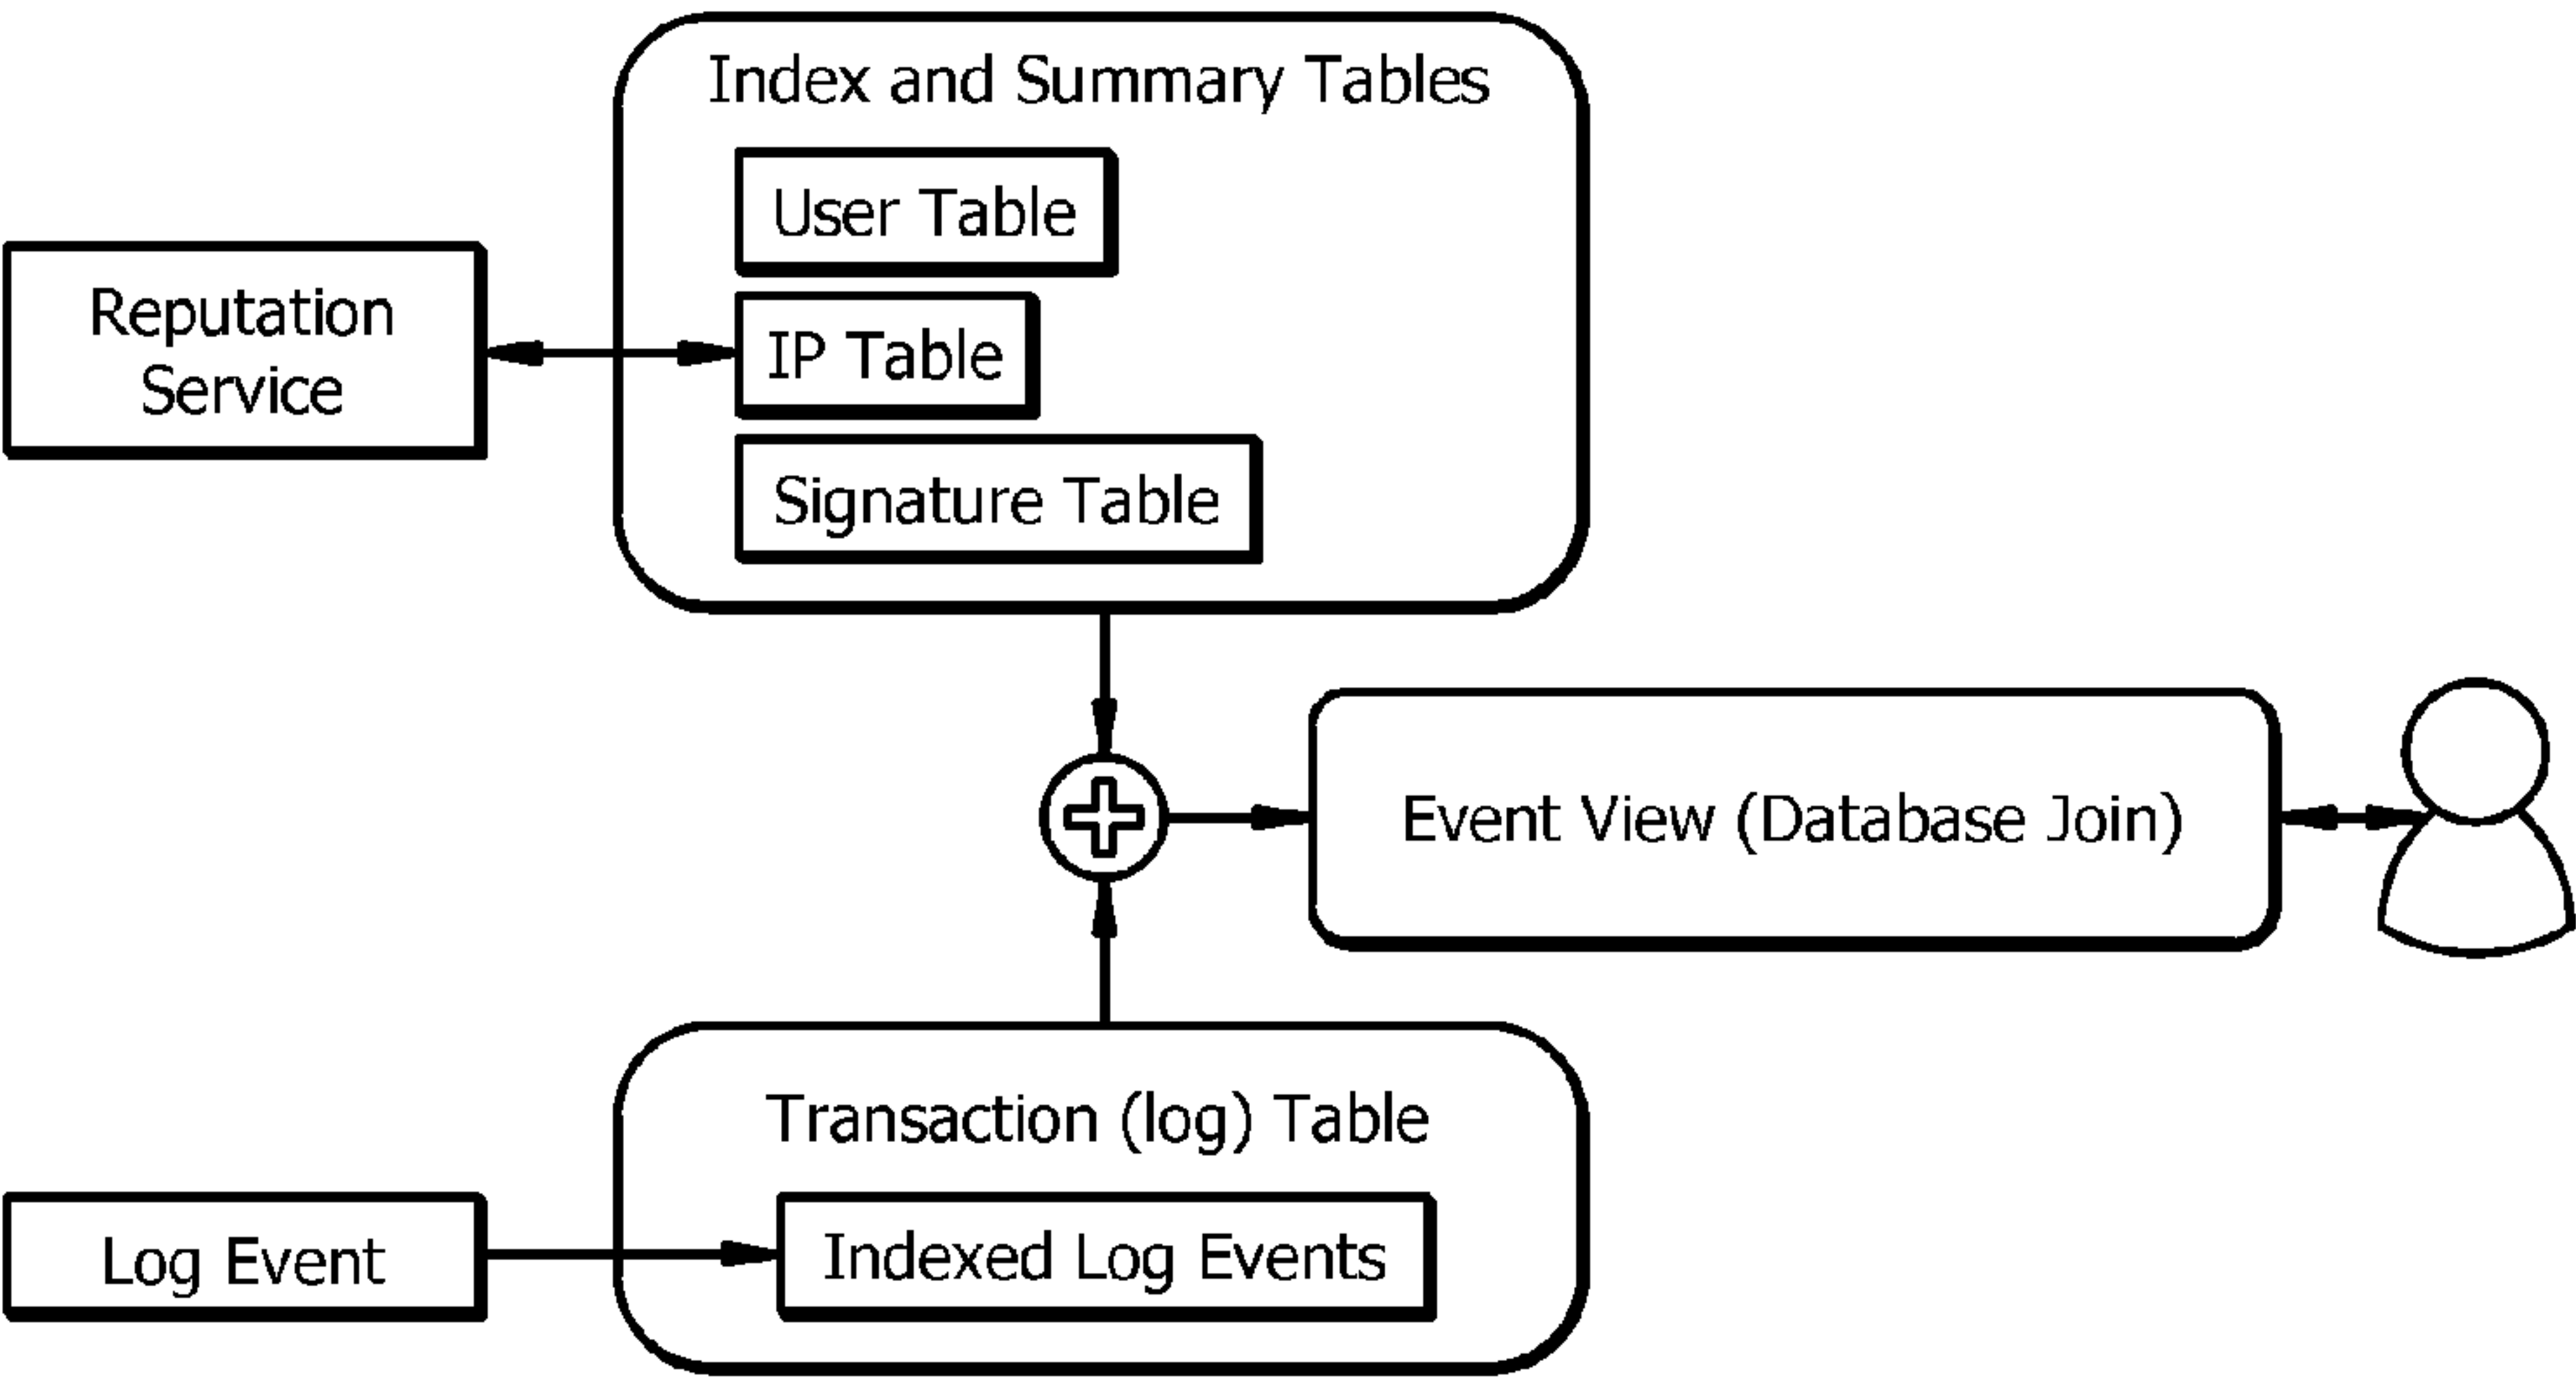 Index and Summary Tables
User Table
Reputation
Service
IP Table
Signature Table
Event View (Database Join)
Transaction (log) Table
Log Event
Indexed Log Events